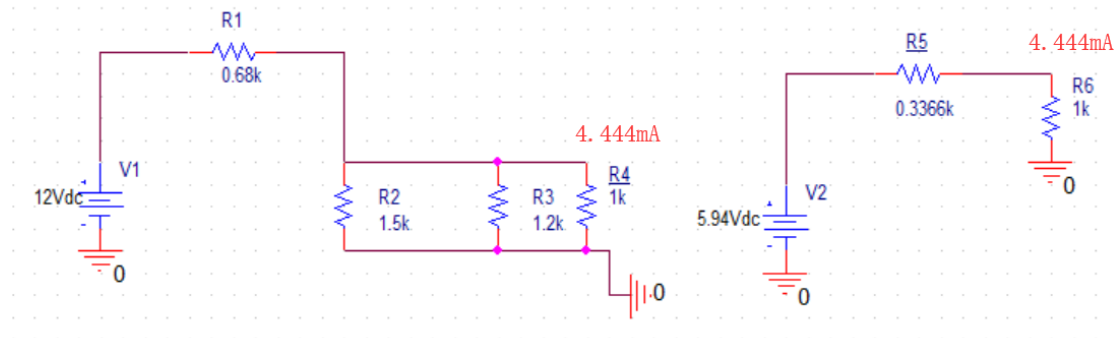 R1
0.68k
V1
12Vdc
0
R2
1.5k
R3
1.2k
4.444mA
R4
1k
0
R5
0.3366k
4.444mA
R6
1k
0
V2
5.94Vdc
0